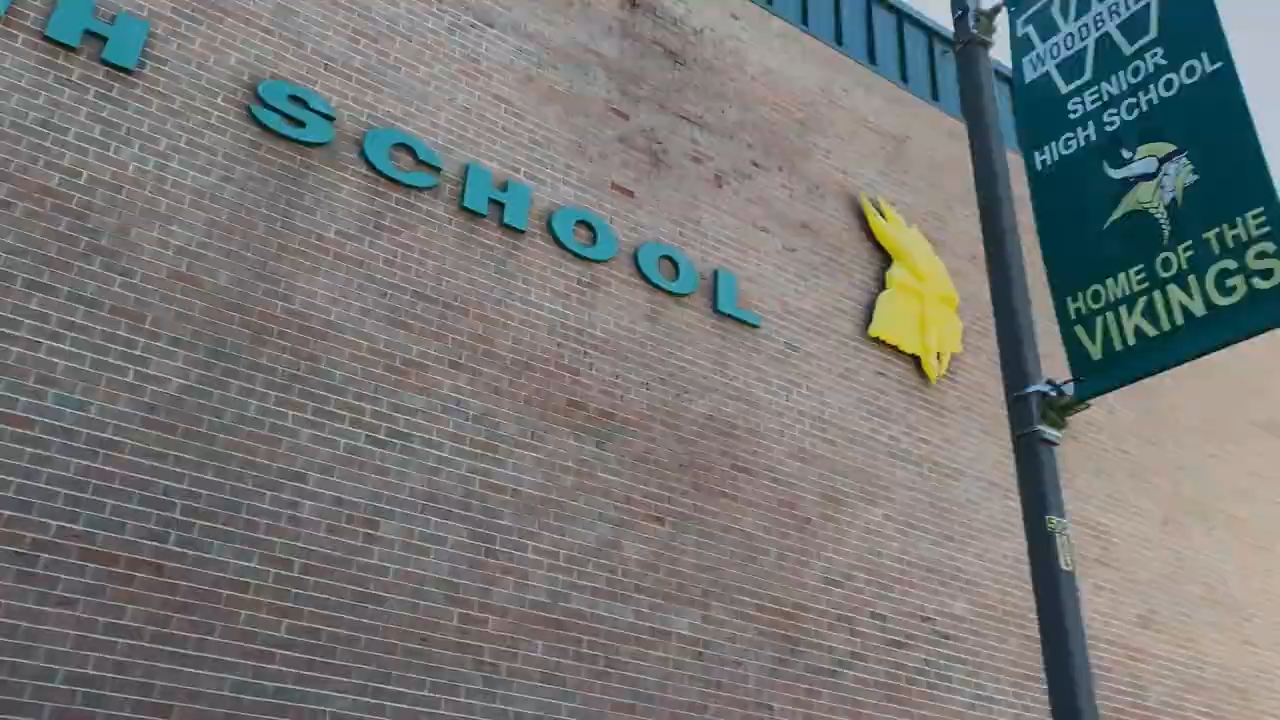 H SCHOOL
W
WOODBRI
SENIOR
HIGH SCHOOL
HOME OF THE
VIKINGS